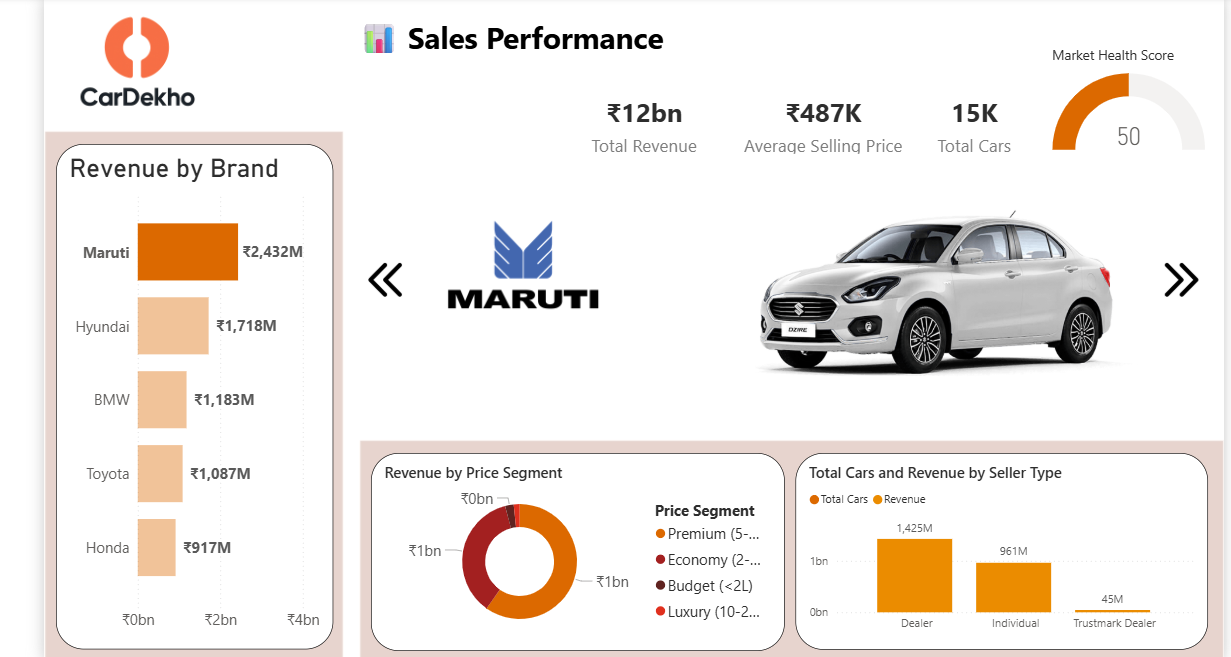 CarDekho
Sales Performance
Market Health Score
50
₹12bn
Total Revenue
₹487K
Average Selling Price
15K
Total Cars
Revenue by Brand
Maruti ₹2,432M
Hyundai ₹1,718M
BMW ₹1,183M
Toyota ₹1,087M
Honda ₹917M
₹0bn ₹2bn ₹4bn
MARUTI
DZIRE
Revenue by Price Segment
₹0bn
₹1bn
₹1bn
Price Segment
Premium (5-...
Economy (2-...
Budget (<2L)
Luxury (10-2...
Total Cars and Revenue by Seller Type
Total Cars Revenue
1,425M
961M
45M
1bn
0bn
Dealer Individual Trustmark Dealer